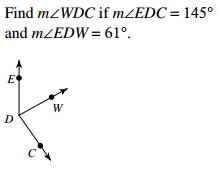 Find m∠WDC if m∠EDC = 145°
and m∠EDW = 61°.
E
W
D
C